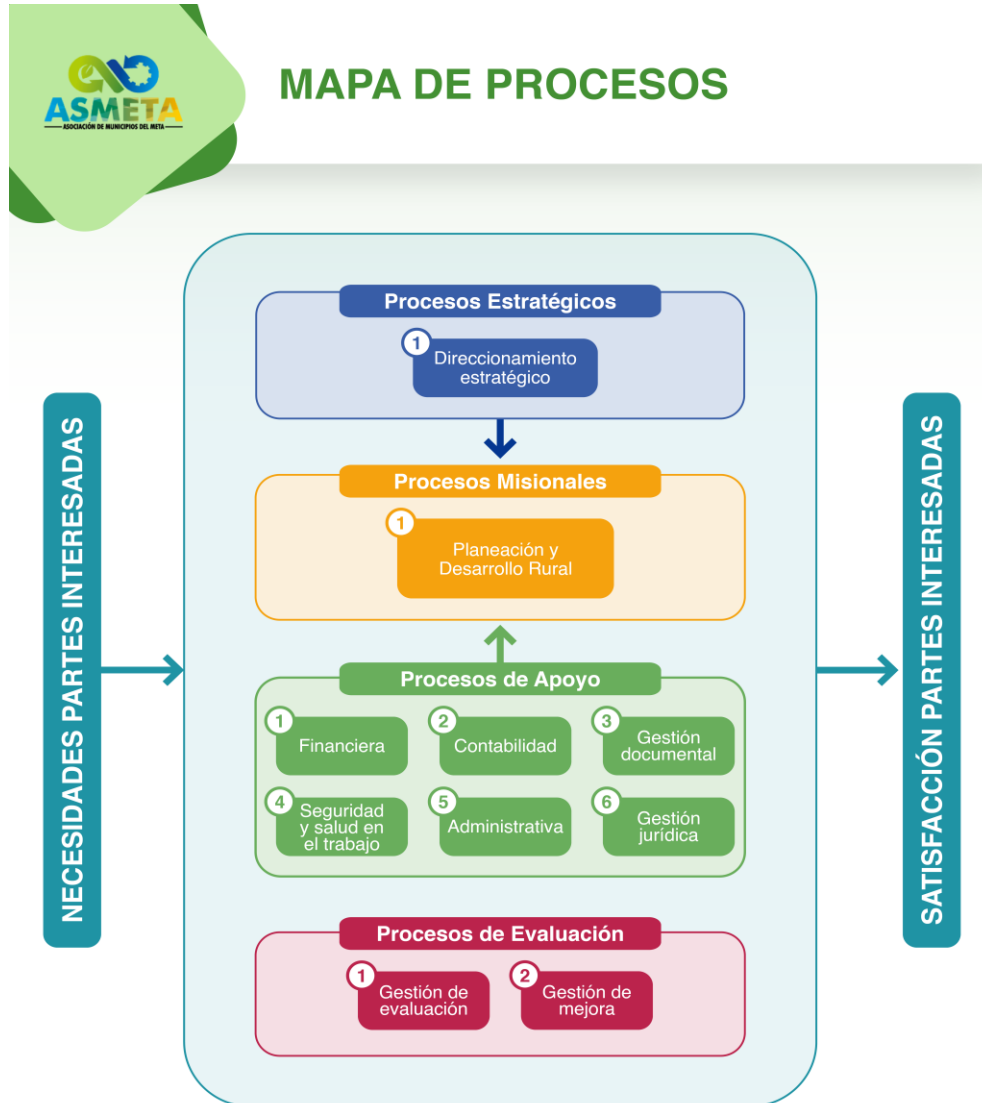 ASMETA
ASOCIACIÓN DE MUNICIPIOS DEL META
MAPA DE PROCESOS
NECESIDADES PARTES INTERESADAS
Procesos Estratégicos
1
Direccionamiento
estratégico
Procesos Misionales
1
Planeación y
Desarrollo Rural
Procesos de Apoyo
1
Financiera
2
Contabilidad
3
Gestión
documental
4
Seguridad
y salud en
el trabajo
5
Administrativa
6
Gestión
jurídica
Procesos de Evaluación
1
Gestión de
evaluación
2
Gestión de
mejora
SATISFACCIÓN PARTES INTERESADAS